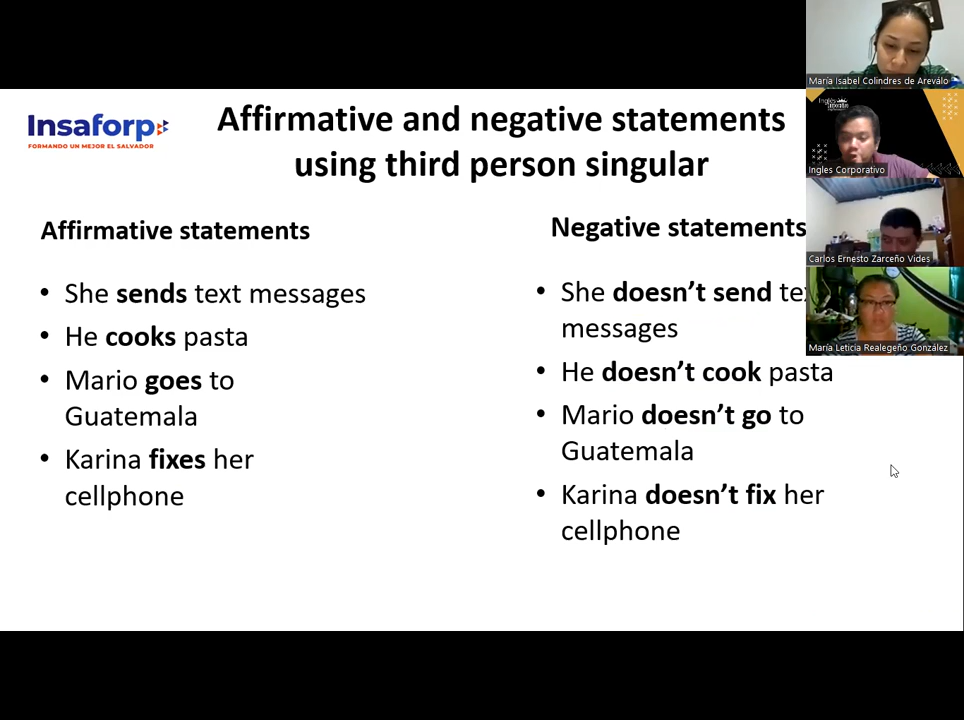 Insaforp
FORMANDO UN MEJOR EL SALVADOR
Affirmative and negative statements
using third person singular
Affirmative statements
• She sends text messages
• He cooks pasta
• Mario goes to
Guatemala
• Karina fixes her
cellphone
Negative statements
• She doesn’t send
messages
• He doesn’t cook pasta
• Mario doesn’t go to
Guatemala
• Karina doesn’t fix her
cellphone
María Isabel Colindres de Areválo
Ingles Corporativo
Carlos Ernesto Zarceño Vides
María Leticia Realegeño González